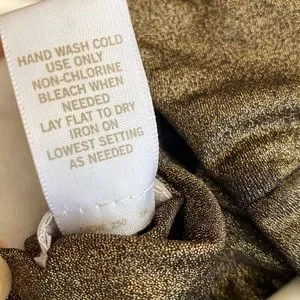 HAND WASH COLD
USE ONLY
NON-CHLORINE
BLEACH WHEN
NEEDED
LAY FLAT TO DRY
IRON ON
LOWEST SETTING
AS NEEDED